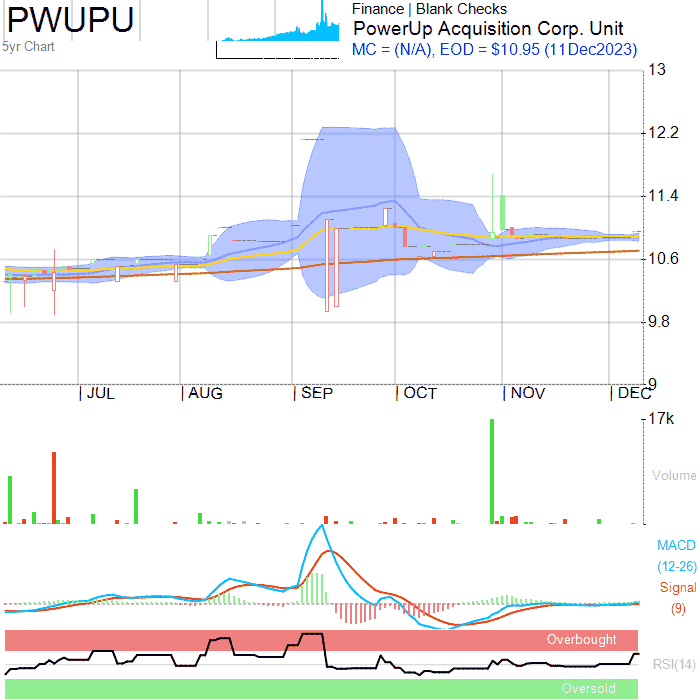 PWUPU
5yr Chart
Finance | Blank Checks
PowerUp Acquisition Corp. Unit
MC = (N/A), EOD = $10.95 (11Dec2023)
13
12.2
11.4
10.6
9.8
9
JUL
AUG
SEP
OCT
NOV
DEC
17k
Volume
MACD
(12-26)
Signal
(9)
Overbought
RSI(14)
Oversold